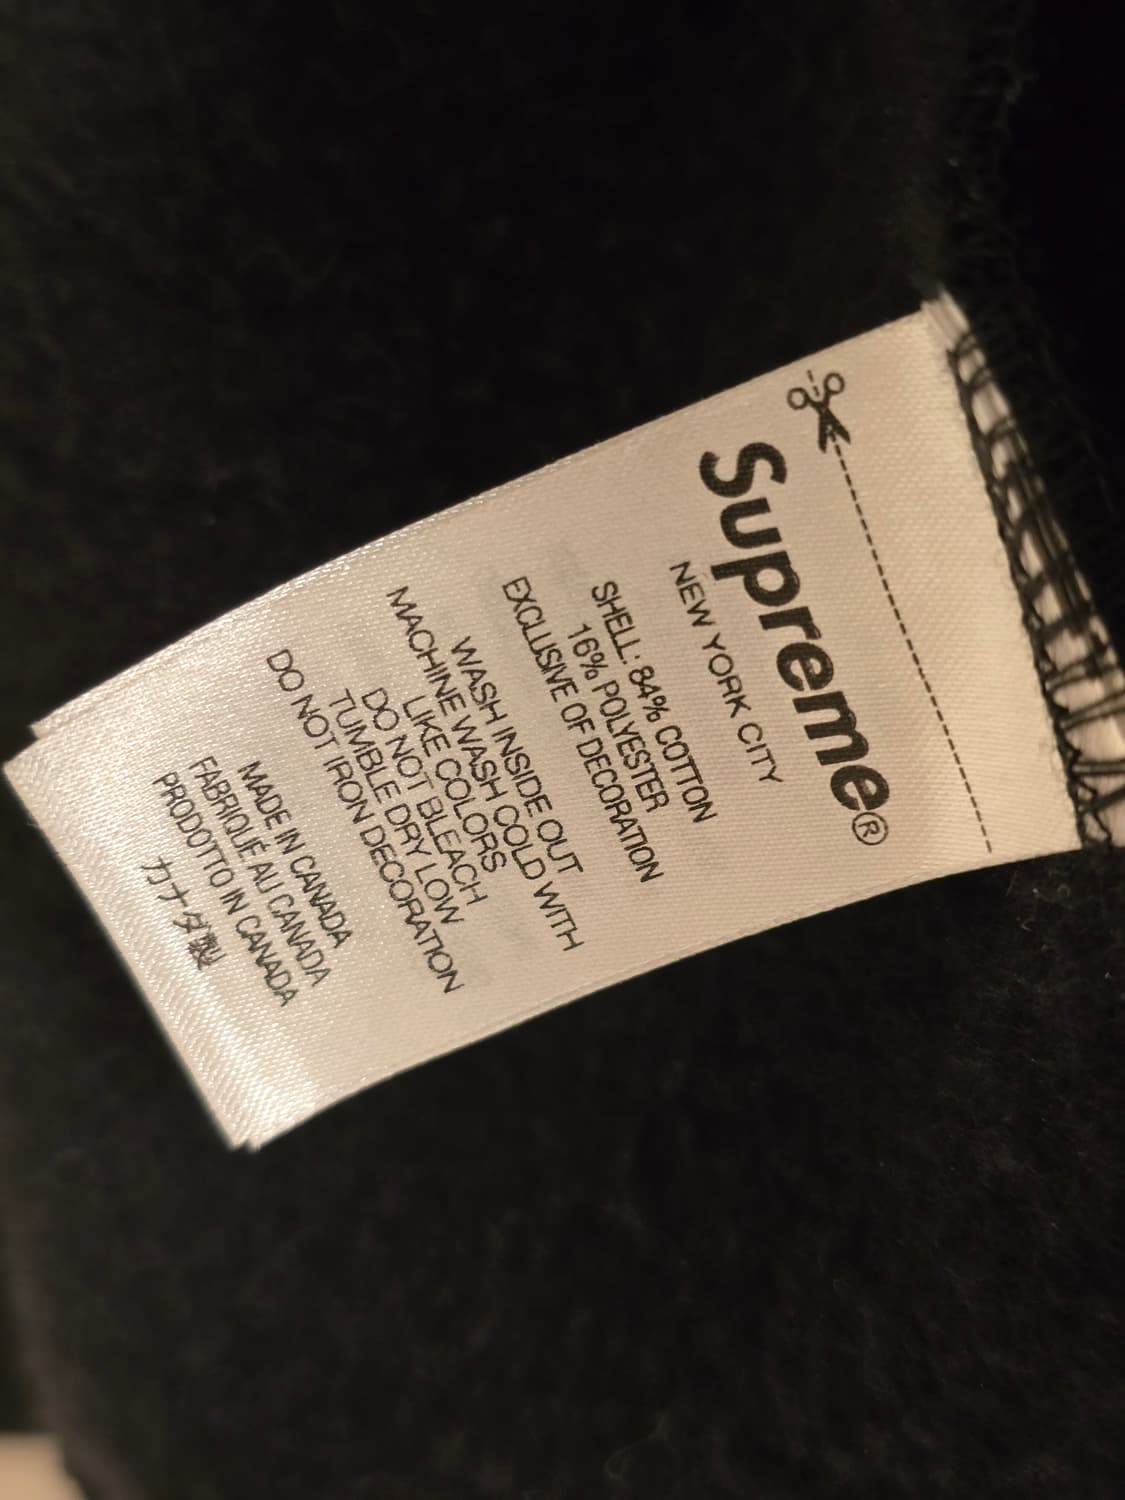 Supreme®
NEW YORK CITY
SHELL: 84% COTTON
16% POLYESTER
EXCLUSIVE OF DECORATION
WASH INSIDE OUT
MACHINE WASH COLD WITH
LIKE COLORS
DO NOT BLEACH
TUMBLE DRY LOW
DO NOT IRON DECORATION
MADE IN CANADA
FABRIQUÉ AU CANADA
PRODOTTO IN CANADA
カナダ製